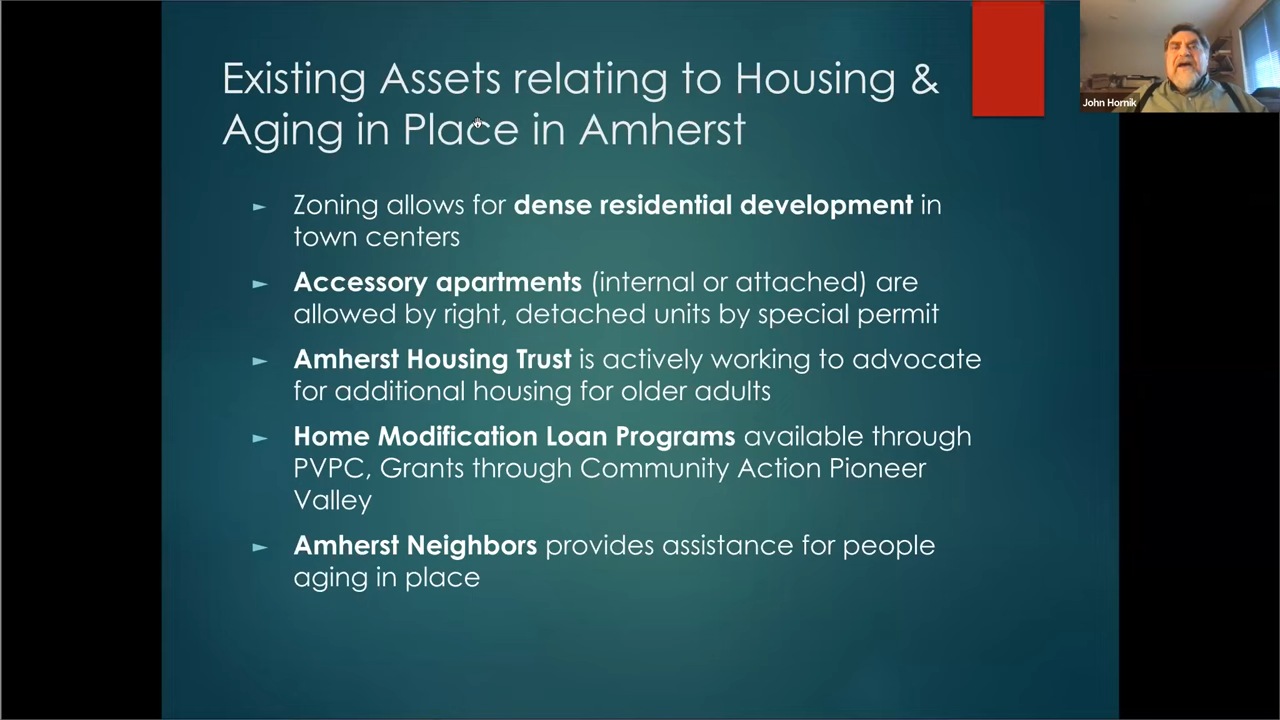 Existing Assets relating to Housing &
Aging in Place in Amherst
John Hornik
► Zoning allows for dense residential development in
town centers
► Accessory apartments (internal or attached) are
allowed by right, detached units by special permit
► Amherst Housing Trust is actively working to advocate
for additional housing for older adults
► Home Modification Loan Programs available through
PVPC, Grants through Community Action Pioneer
Valley
► Amherst Neighbors provides assistance for people
aging in place